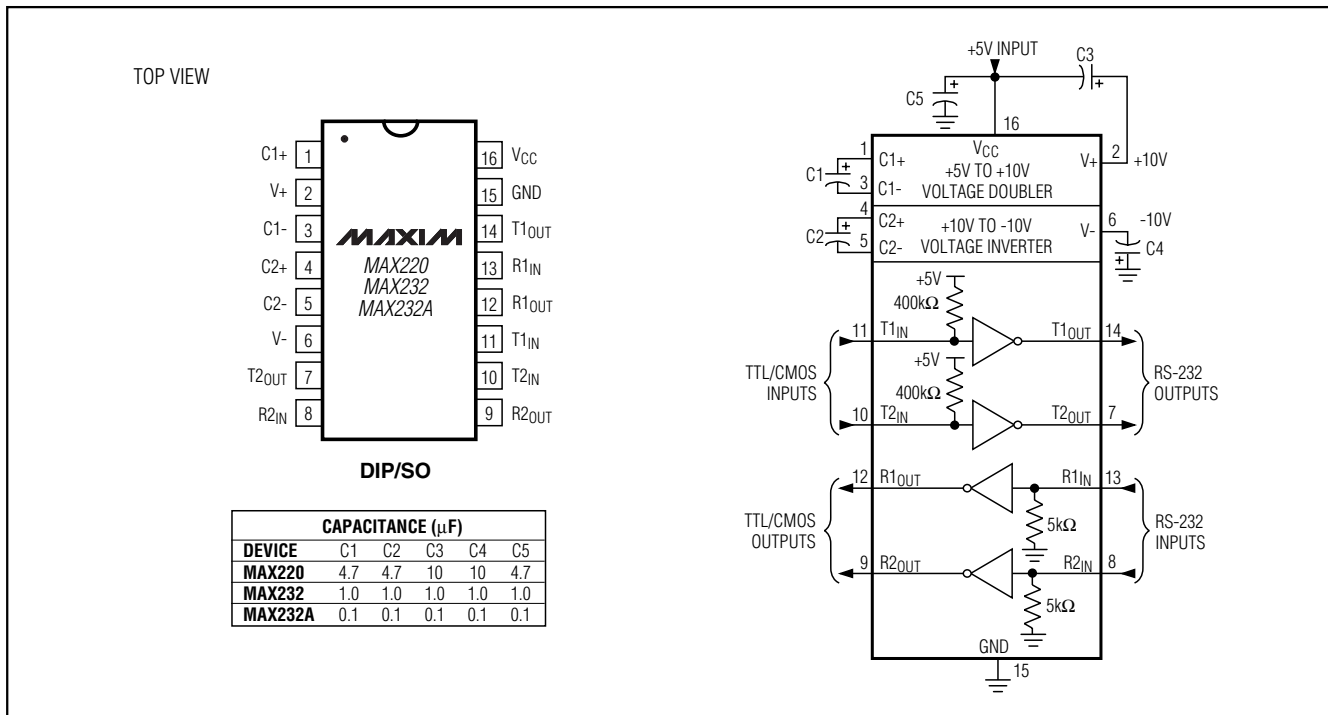 TOP VIEW
C1+ 1
V+ 2
C1- 3
C2+ 4
C2- 5
V- 6
T2OUT 7
R2IN 8
16 VCC
15 GND
14 T1OUT
13 R1IN
12 R1OUT
11 T1IN
10 T2IN
9 R2OUT
MAXIM
MAX220
MAX232
MAX232A
DIP/SO
CAPACITANCE (µF)
DEVICE C1 C2 C3 C4 C5
MAX220 4.7 4.7 10 10 4.7
MAX232 1.0 1.0 1.0 1.0 1.0
MAX232A 0.1 0.1 0.1 0.1 0.1
+5V INPUT
C3
+
C5
+
16
VCC
1
C1+
C1
+
3
C1-
+5V TO +10V
VOLTAGE DOUBLER
V+
2
+10V
4
C2+
C2
+
5
C2-
+10V TO -10V
VOLTAGE INVERTER
V-
6
-10V
C4
+
+5V
400kΩ
11
T1IN
T1OUT
14
+5V
400kΩ
10
T2IN
T2OUT
7
TTL/CMOS
INPUTS
RS-232
OUTPUTS
12
R1OUT
R1IN
13
5kΩ
9
R2OUT
R2IN
8
5kΩ
TTL/CMOS
OUTPUTS
RS-232
INPUTS
GND
15